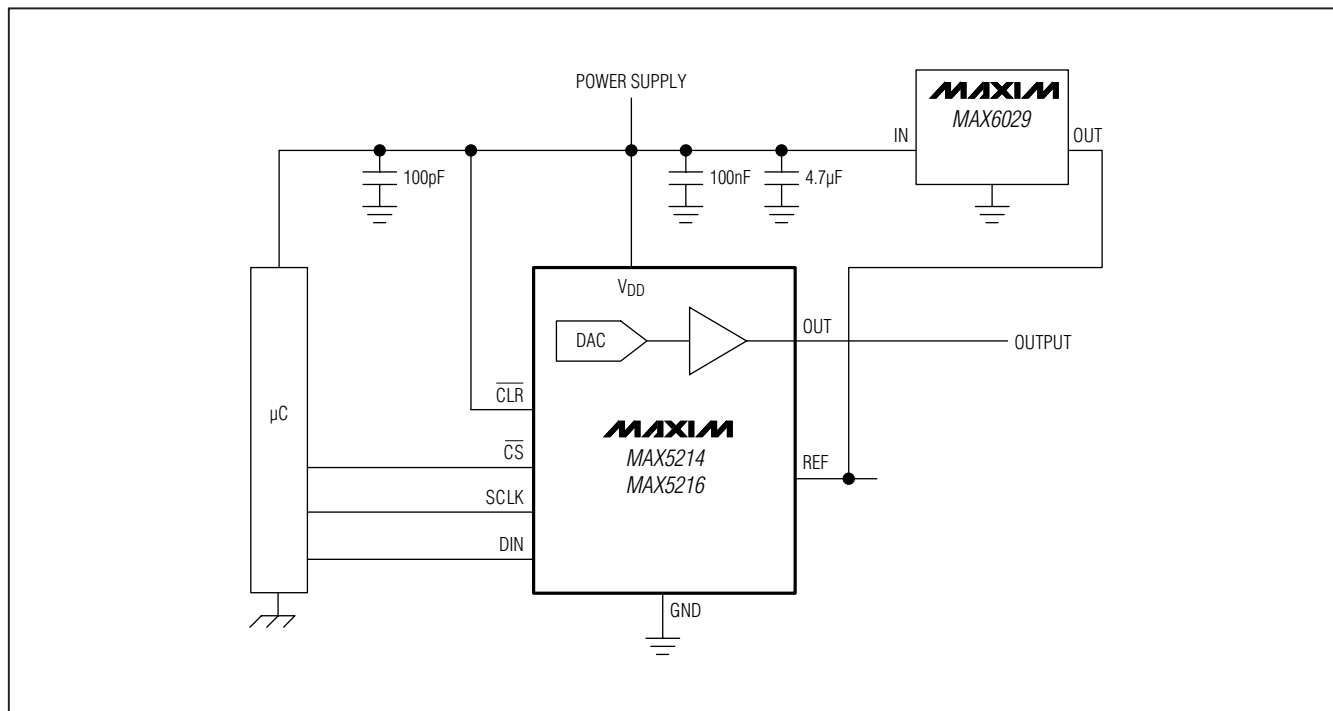 POWER SUPPLY
MAXIM
MAX6029
IN
OUT
100pF
100nF
4.7µF
VDD
DAC
OUT
OUTPUT
CLR
µC
MAXIM
CS
MAX5214
REF
MAX5216
SCLK
DIN
GND